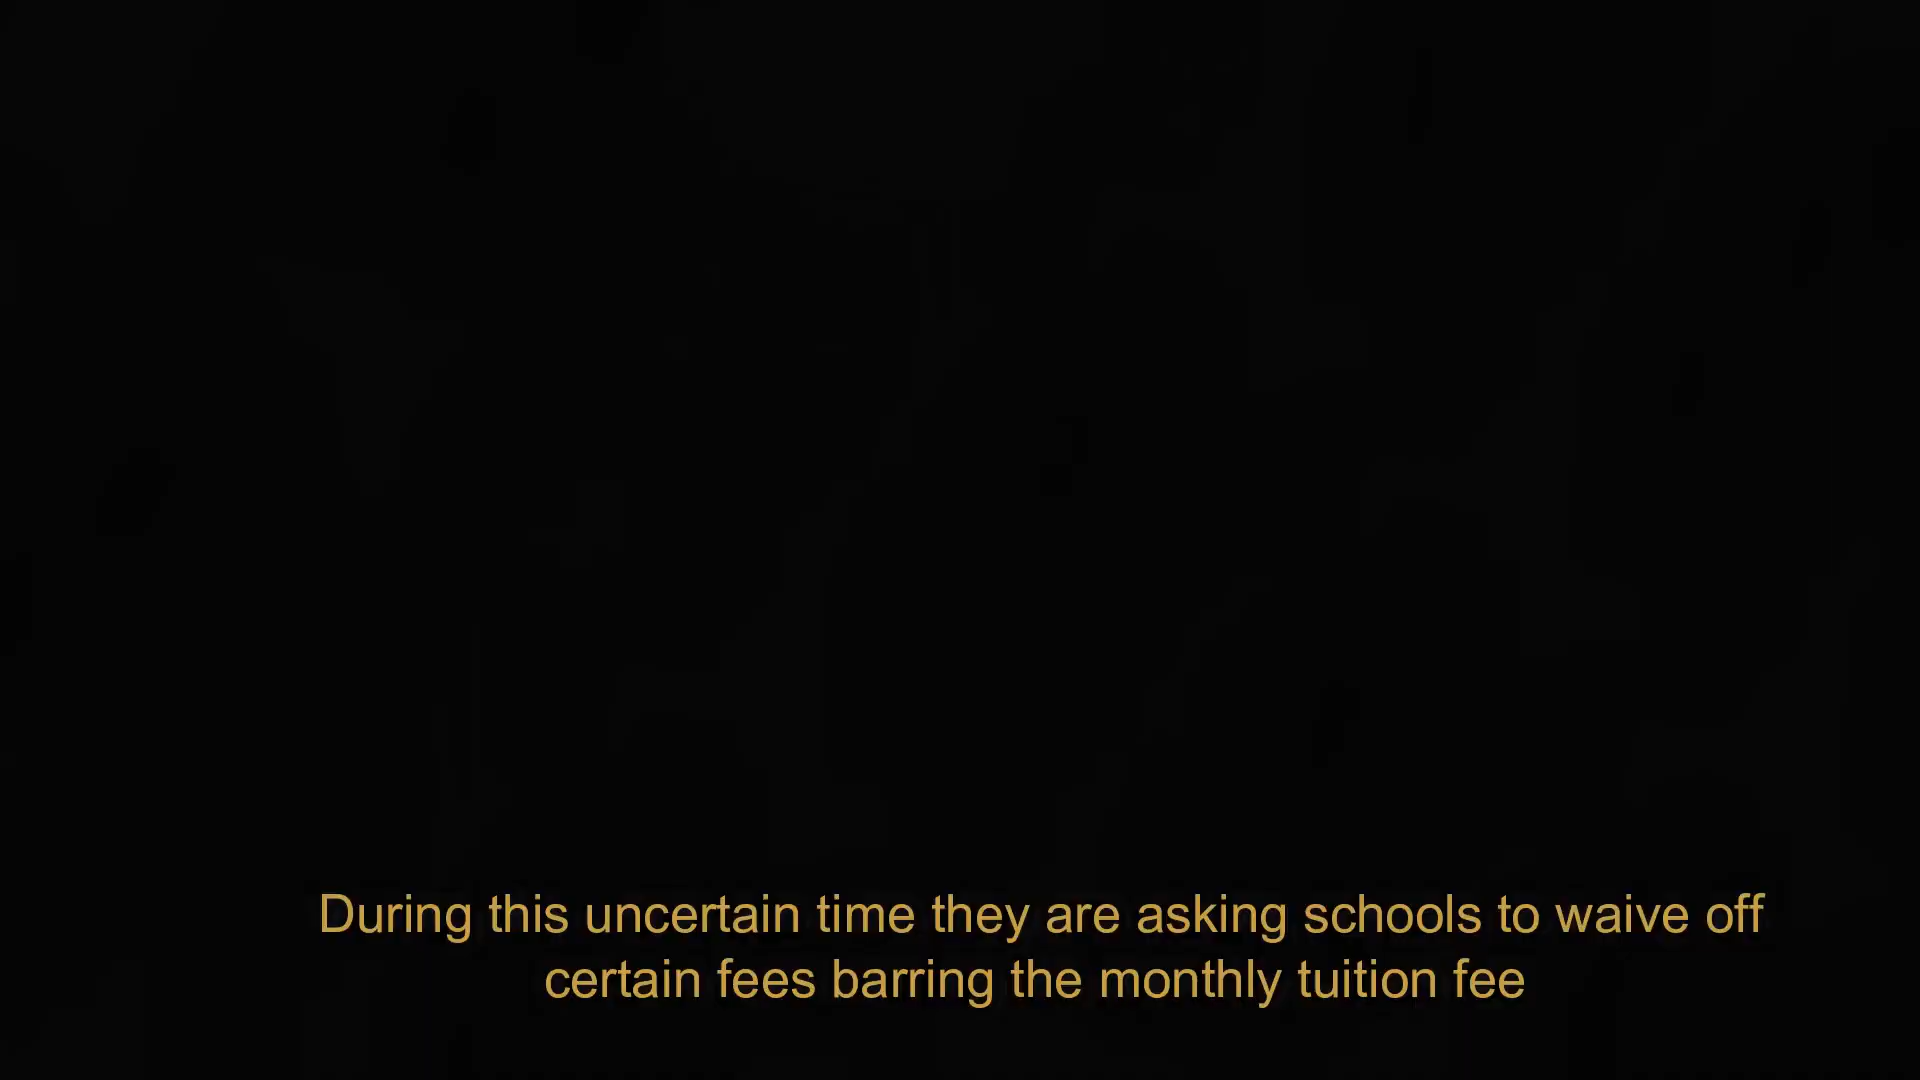 During this uncertain time they are asking schools to waive off
certain fees barring the monthly tuition fee